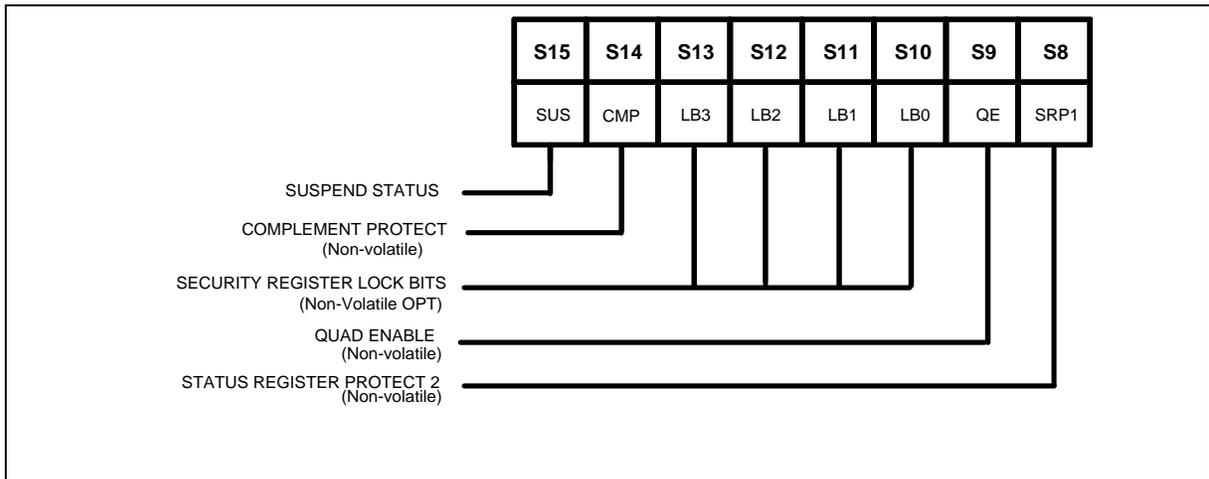 S15 S14 S13 S12 S11 S10 S9 S8
SUS CMP LB3 LB2 LB1 LB0 QE SRP1
SUSPEND STATUS
COMPLEMENT PROTECT
(Non-volatile)
SECURITY REGISTER LOCK BITS
(Non-Volatile OPT)
QUAD ENABLE
(Non-volatile)
STATUS REGISTER PROTECT 2
(Non-volatile)